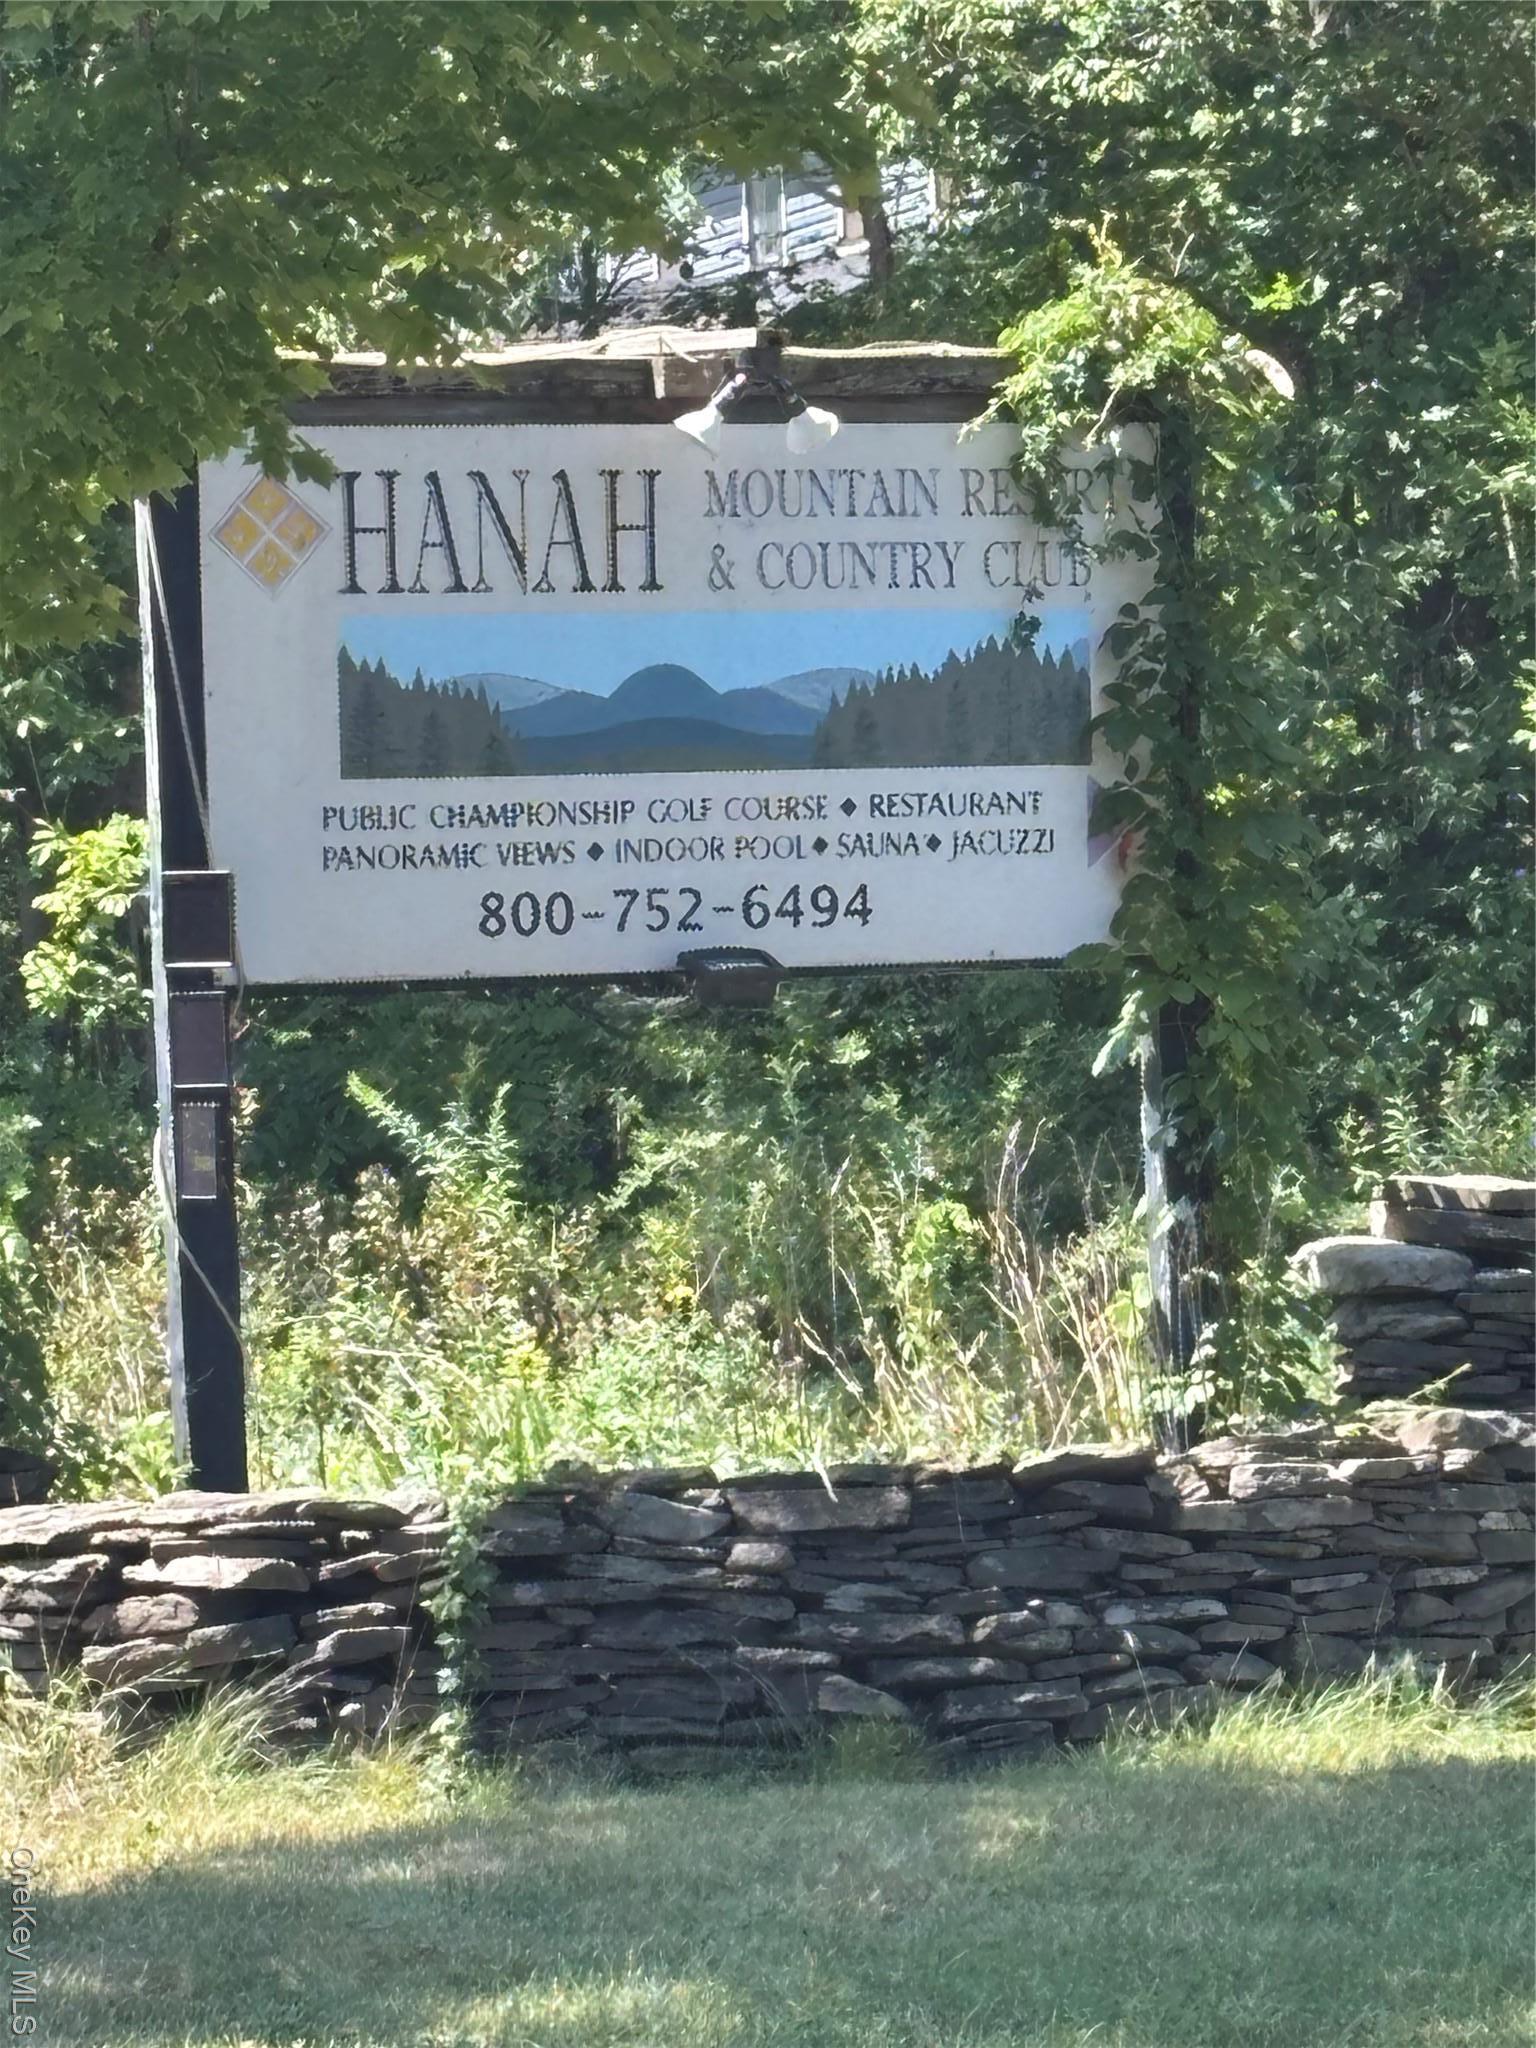 HANAH MOUNTAIN RESORT
& COUNTRY CLUB
PUBLIC CHAMPIONSHIP GOLF COURSE ◆ RESTAURANT
PANORAMIC VIEWS ◆ INDOOR POOL ◆ SAUNA ◆ JACUZZI
800-752-6494
OneKey MLS